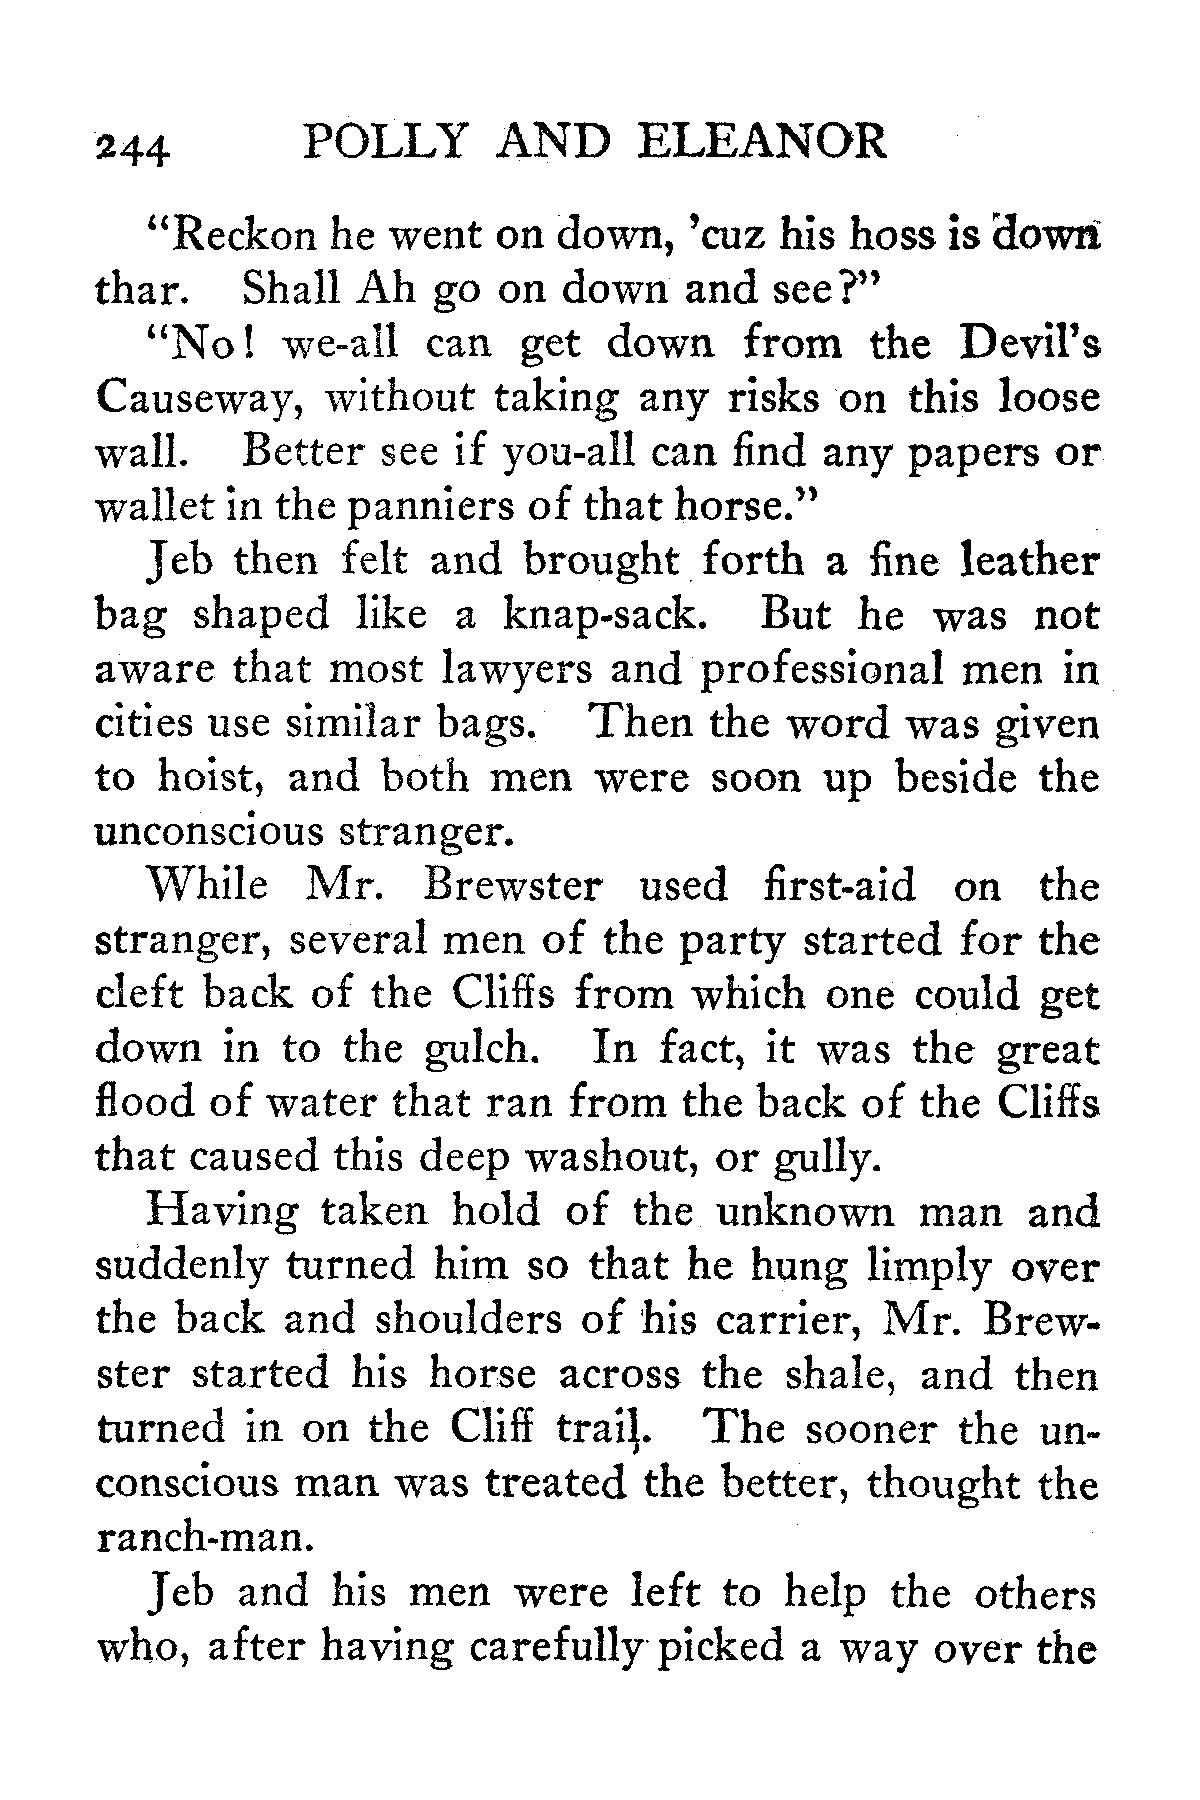 244 POLLY AND ELEANOR
“Reckon he went on down, ’cuz his hoss is down
thar. Shall Ah go on down and see?”
“No! we-all can get down from the Devil’s
Causeway, without taking any risks on this loose
wall. Better see if you-all can find any papers or
wallet in the panniers of that horse.”
Jeb then felt and brought forth a fine leather
bag shaped like a knap-sack. But he was not
aware that most lawyers and professional men in
cities use similar bags. Then the word was given
to hoist, and both men were soon up beside the
unconscious stranger.
While Mr. Brewster used first-aid on the
stranger, several men of the party started for the
cleft back of the Cliffs from which one could get
down in to the gulch. In fact, it was the great
flood of water that ran from the back of the Cliffs
that caused this deep washout, or gully.
Having taken hold of the unknown man and
suddenly turned him so that he hung limply over
the back and shoulders of his carrier, Mr. Brew-
ster started his horse across the shale, and then
turned in on the Cliff trail. The sooner the un-
conscious man was treated the better, thought the
ranch-man.
Jeb and his men were left to help the others
who, after having carefully picked a way over the